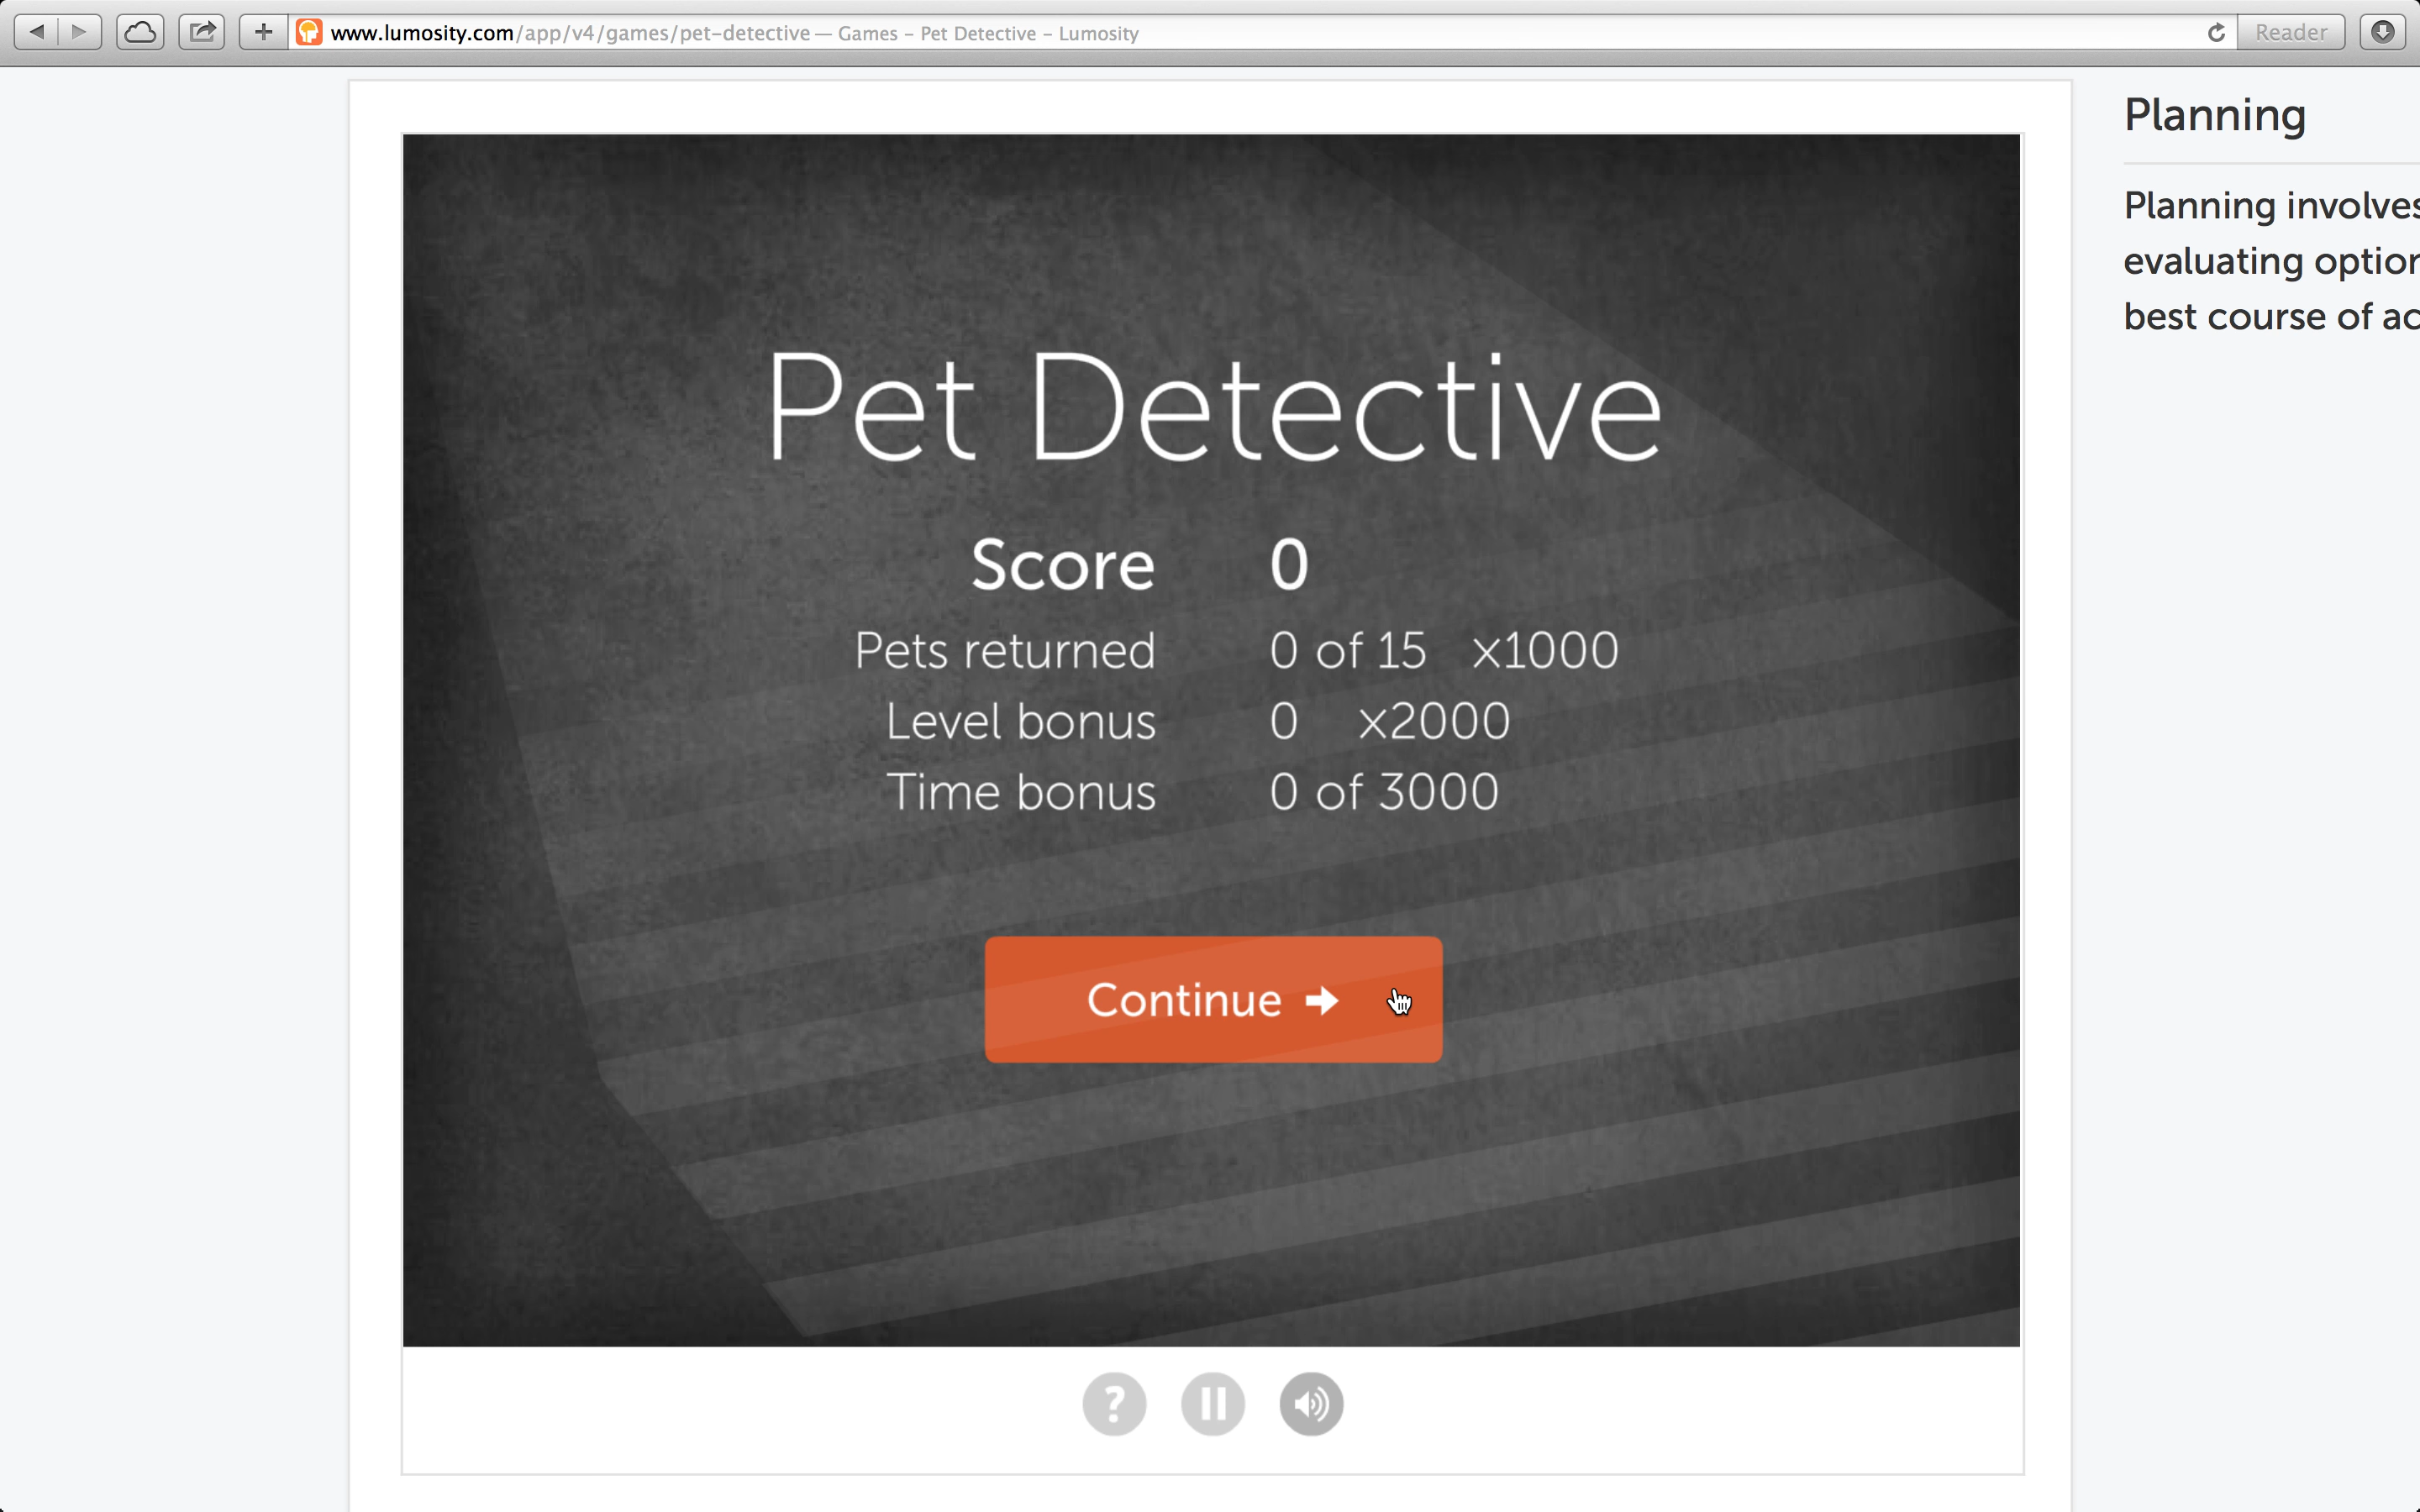 www.lumosity.com/app/v4/games/pet-detective — Games – Pet Detective – Lumosity
Reader
Planning
Planning involves
evaluating
best course of
Pet Detective
Score 0
Pets returned 0 of 15 x1000
Level bonus 0 x2000
Time bonus 0 of 3000
Continue
?